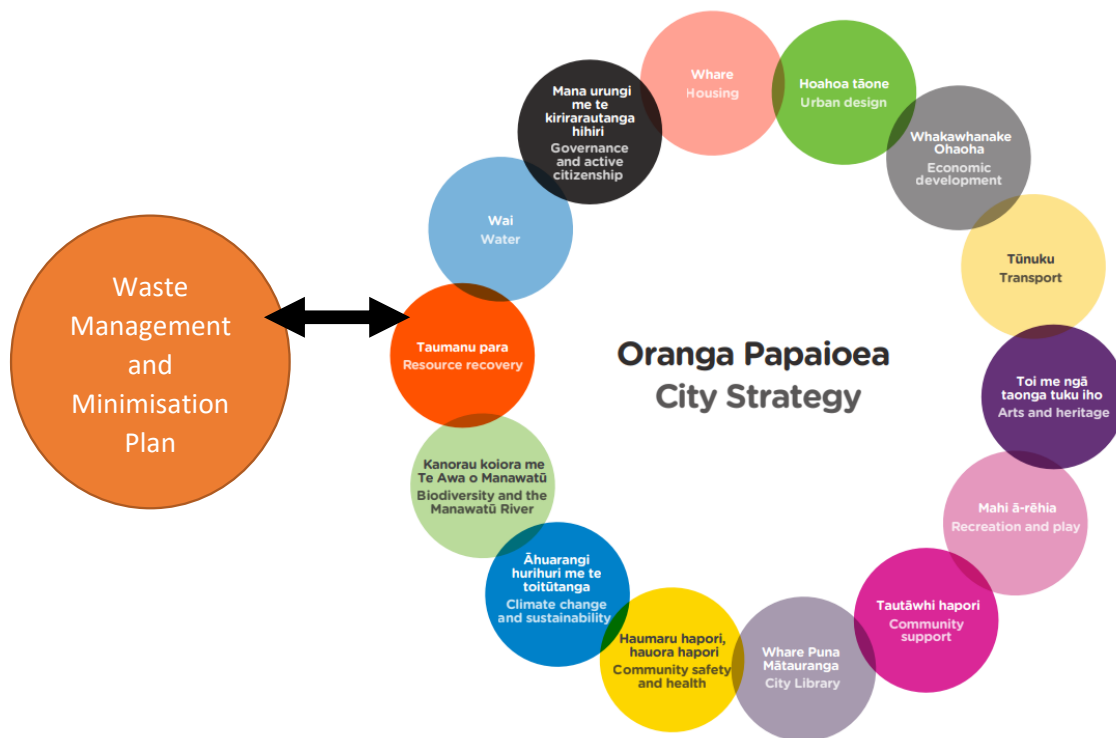 Waste
Management
and
Minimisation
Plan
Oranga Papaioea
City Strategy
Whare
Housing
Hoahoa tāone
Urban design
Whakawhanake
Ohaoha
Economic
development
Tūnuku
Transport
Toi me ngā
taonga tuku iho
Arts and heritage
Mahi ā-rēhia
Recreation and play
Tautāwhi hapori
Community
support
Whare Puna
Mātauranga
City Library
Haumaru hapori,
hauora hapori
Community safety
and health
Āhuarangi
hurihuri me te
toitūtanga
Climate change
and sustainability
Kanorau koiora me
Te Awa o Manawatū
Biodiversity and the
Manawatū River
Taumanu para
Resource recovery
Wai
Water
Mana urungi me te
kirirarautanga
hihiri
Governance
and active
citizenship